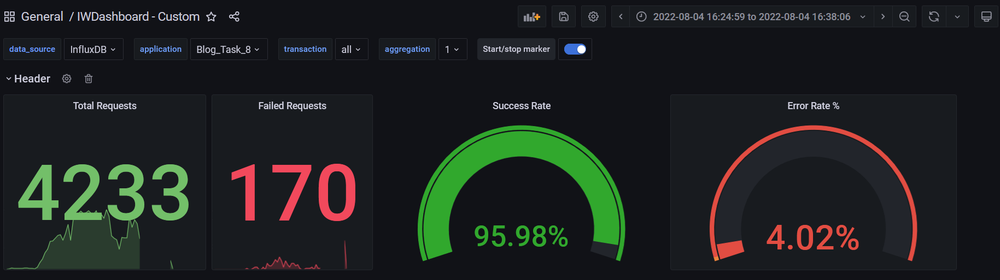 General / IWDashboard - Custom 2022-08-04 16:24:59 to 2022-08-04 16:38:06
data_source InfluxDB application Blog_Task_8 transaction all aggregation 1 Start/stop marker
Header
Total Requests Failed Requests Success Rate Error Rate %
4233 170 95.98% 4.02%